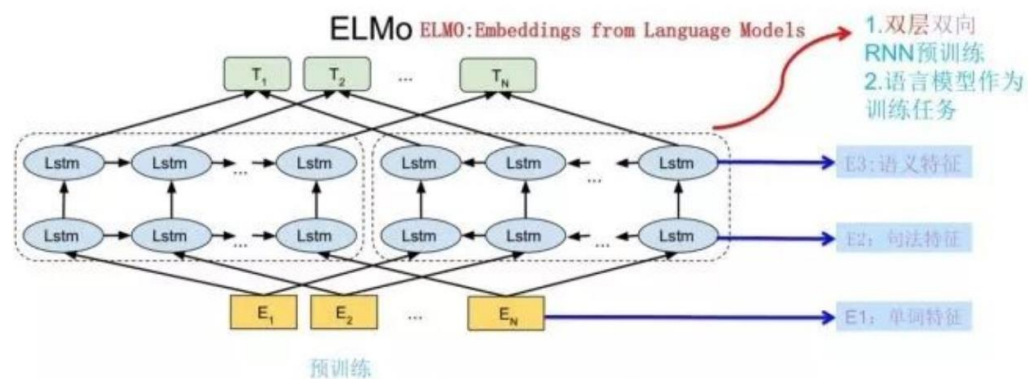 ELMo ELMO:Embeddings from Language Models
1.双层双向
RNN预训练
2.语言模型作为
训练任务
T1 T2 ... TN
Lstm Lstm ... Lstm Lstm Lstm ... Lstm
E3:语义特征
Lstm Lstm ... Lstm Lstm Lstm ... Lstm
E2：句法特征
E1 E2 ... EN
E1：单词特征
预训练